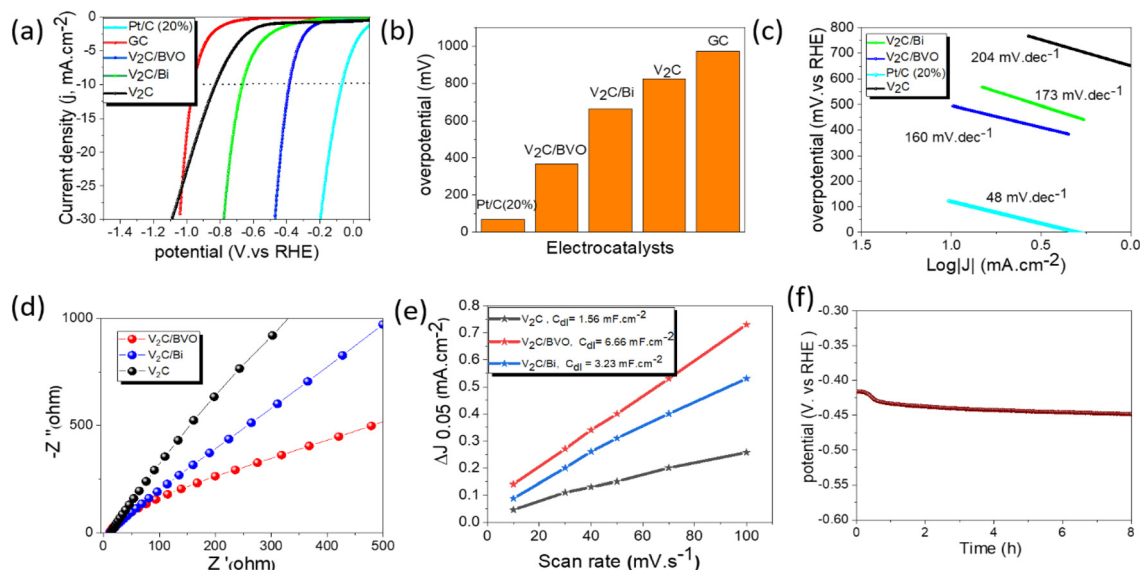 (a)
Pt/C (20%)
GC
V₂C/BVO
V₂C/Bi
V₂C
Current density (j, mA.cm⁻²)
0
-5
-10
-15
-20
-25
-30
-1.4 -1.2 -1.0 -0.8 -0.6 -0.4 -0.2 0.0
potential (V.vs RHE)
(b)
1000
800
600
400
200
0
overpotential (mV)
Pt/C(20%)
V₂C/BVO
V₂C/Bi
V₂C
GC
Electrocatalysts
(c)
V₂C/Bi
V₂C/BVO
Pt/C (20%)
V₂C
overpotential (mV.vs RHE)
800
700
600
500
400
300
200
100
0
204 mV.dec⁻¹
173 mV.dec⁻¹
160 mV.dec⁻¹
48 mV.dec⁻¹
1.5 1.0 0.5 0.0
Log|J| (mA.cm⁻²)
(d)
V₂C/BVO
V₂C/Bi
V₂C
-Z''(ohm)
1000
500
0
0 100 200 300 400 500
Z '(ohm)
(e)
V₂C , Cdl= 1.56 mF.cm⁻²
V₂C/BVO, Cdl= 6.66 mF.cm⁻²
V₂C/Bi, Cdl = 3.23 mF.cm⁻²
ΔJ 0.05 (mA.cm⁻²)
0.8
0.7
0.6
0.5
0.4
0.3
0.2
0.1
0.0
0 20 40 60 80 100
Scan rate (mV.s⁻¹)
(f)
potential (V. vs RHE)
-0.30
-0.35
-0.40
-0.45
-0.50
-0.55
-0.60
0 2 4 6 8
Time (h)